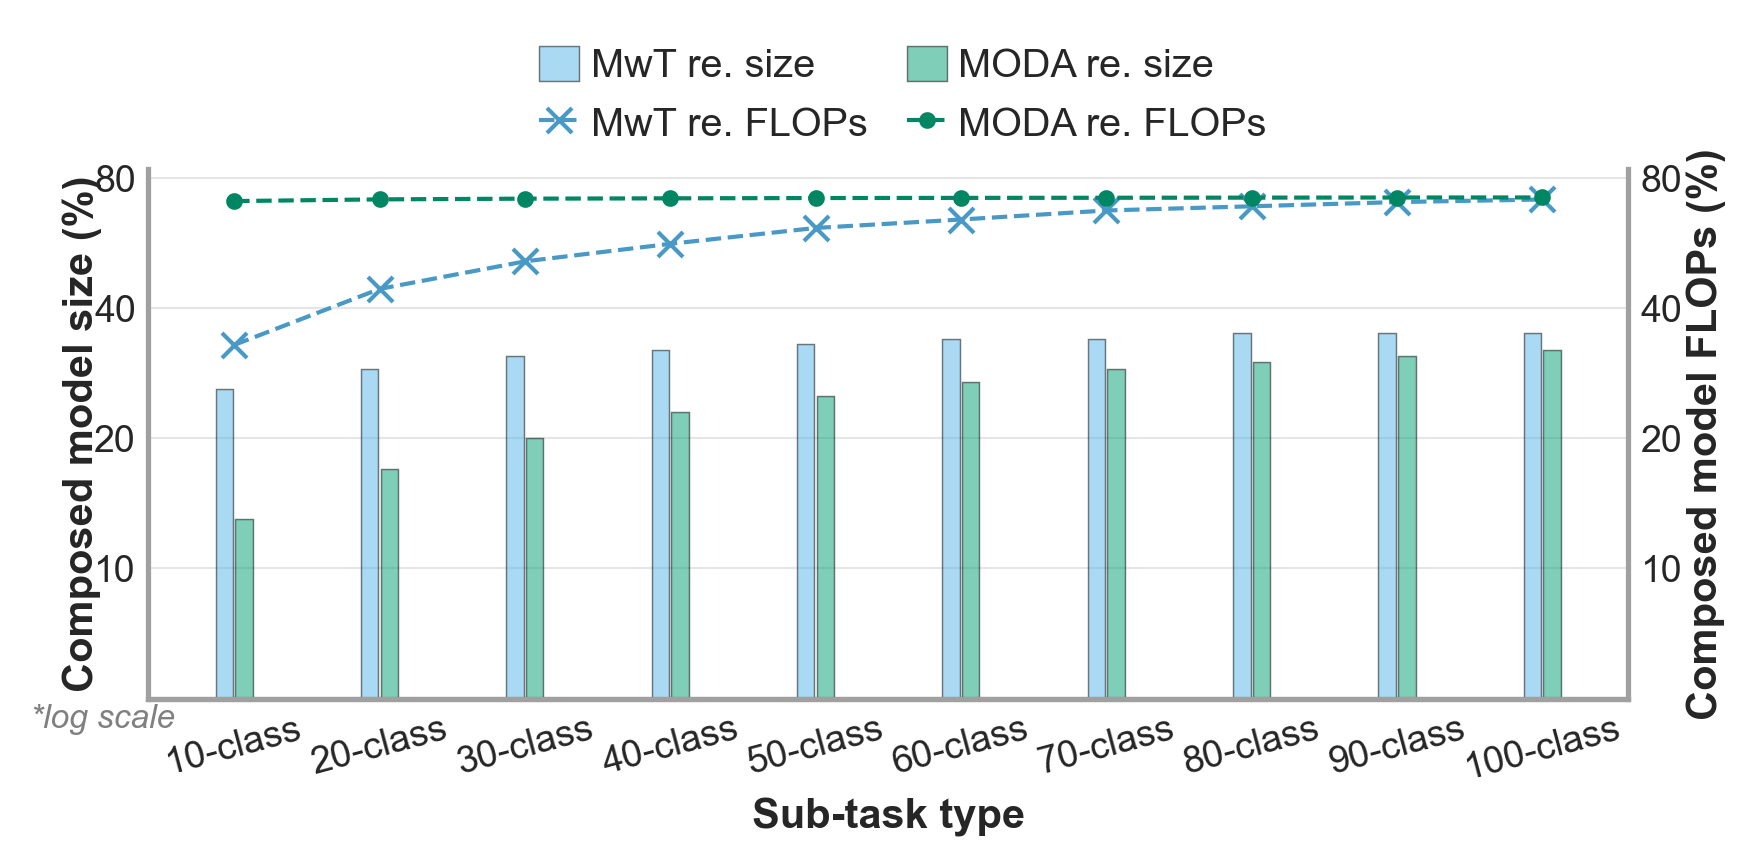 MwT re. size
MODA re. size
MwT re. FLOPs
MODA re. FLOPs
Composed model size (%)
80
40
20
10
80
40
20
10
Composed model FLOPs (%)
*log scale
10-class
20-class
30-class
40-class
50-class
60-class
70-class
80-class
90-class
100-class
Sub-task type